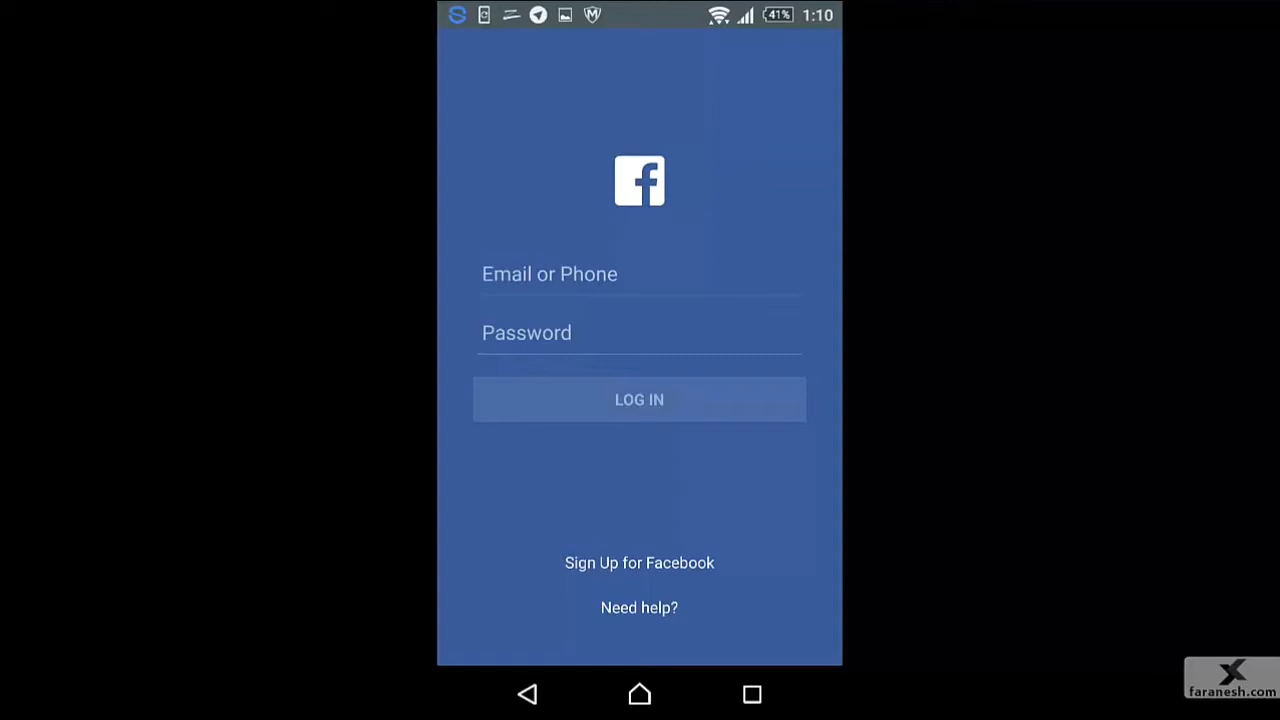 41% 1:10
Email or Phone
Password
LOG IN
Sign Up for Facebook
Need help?
faranesh.com